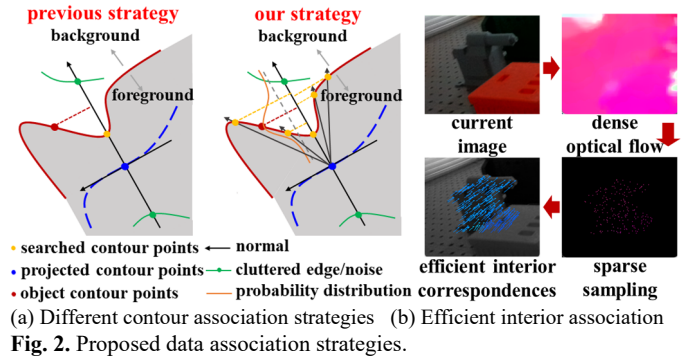 previous strategy
background
foreground
our strategy
background
foreground
current
image
dense
optical flow
efficient interior
correspondences
sparse
sampling
searched contour points
normal
projected contour points
cluttered edge/noise
object contour points
probability distribution
(a) Different contour association strategies (b) Efficient interior association
Fig. 2. Proposed data association strategies.